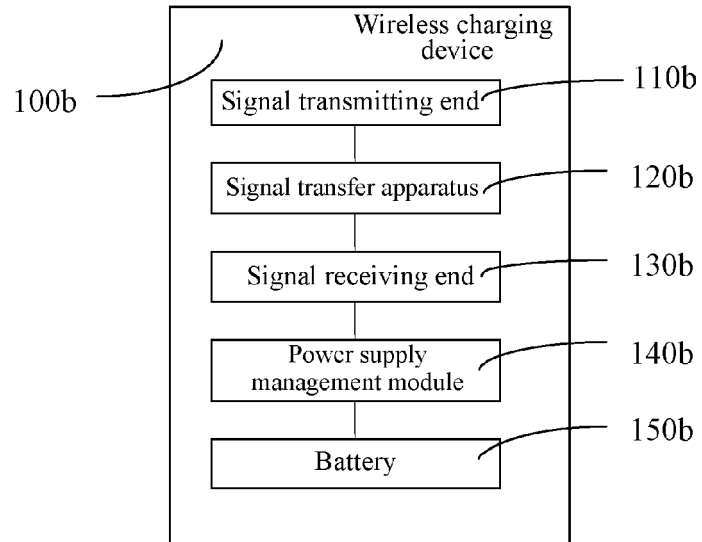 Wireless charging
device
100b
Signal transmitting end
110b
Signal transfer apparatus
120b
Signal receiving end
130b
Power supply
management module
140b
Battery
150b